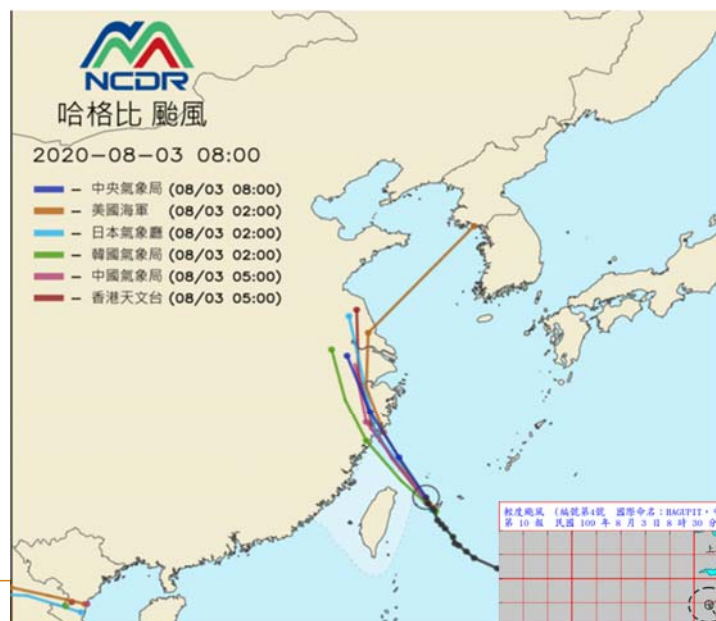 NCDR
哈格比 颱風
2020-08-03 08:00
- 中央氣象局 (08/03 08:00)
- 美國海軍 (08/03 02:00)
- 日本氣象廳 (08/03 02:00)
- 韓國氣象局 (08/03 02:00)
- 中國氣象局 (08/03 05:00)
- 香港天文台 (08/03 05:00)
輕度颱風 (編號第4號 國際命名：HAGUPIT，
第 10 報 民國 109 年 8 月 3 日 8 時 30 分
上